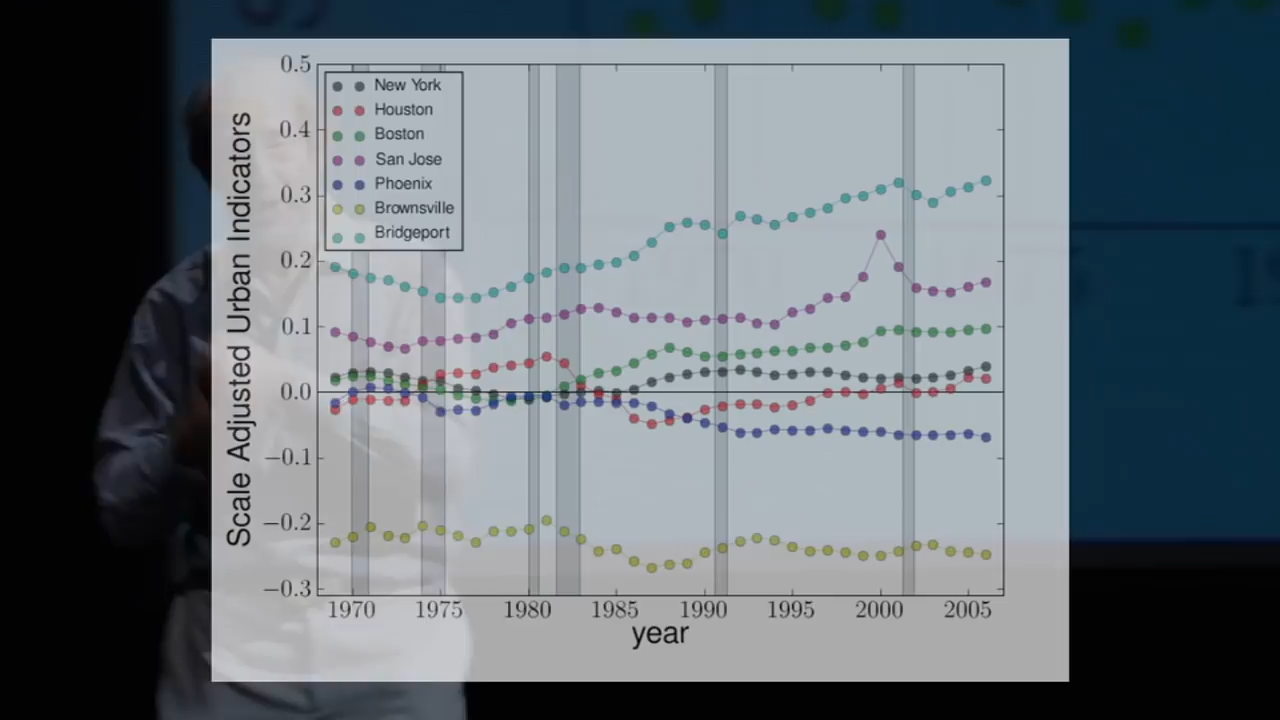 Scale Adjusted Urban Indicators
0.5
0.4
0.3
0.2
0.1
0.0
−0.1
−0.2
−0.3
New York
Houston
Boston
San Jose
Phoenix
Brownsville
Bridgeport
1970 1975 1980 1985 1990 1995 2000 2005
year